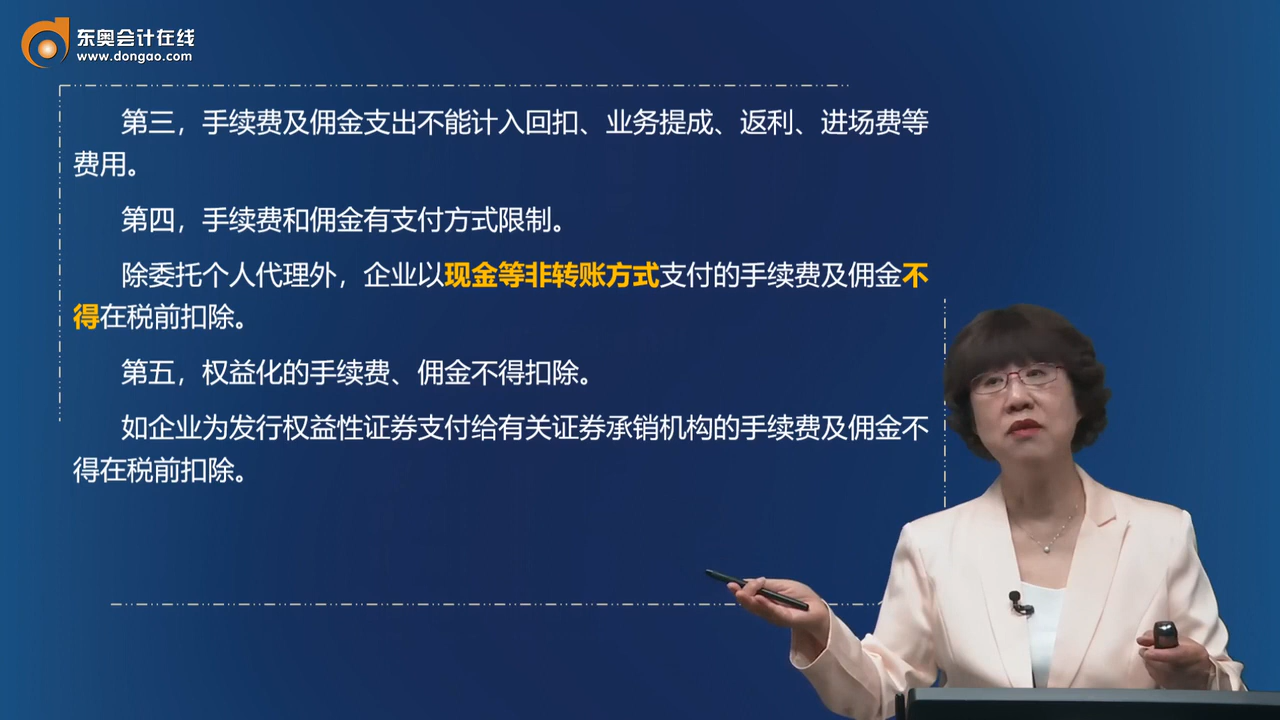 东奥会计在线
www.dongao.com
第三，手续费及佣金支出不能计入回扣、业务提成、返利、进场费等
费用。
第四，手续费和佣金有支付方式限制。
除委托个人代理外，企业以现金等非转账方式支付的手续费及佣金不
得在税前扣除。
第五，权益化的手续费、佣金不得扣除。
如企业为发行权益性证券支付给有关证券承销机构的手续费及佣金不
得在税前扣除。